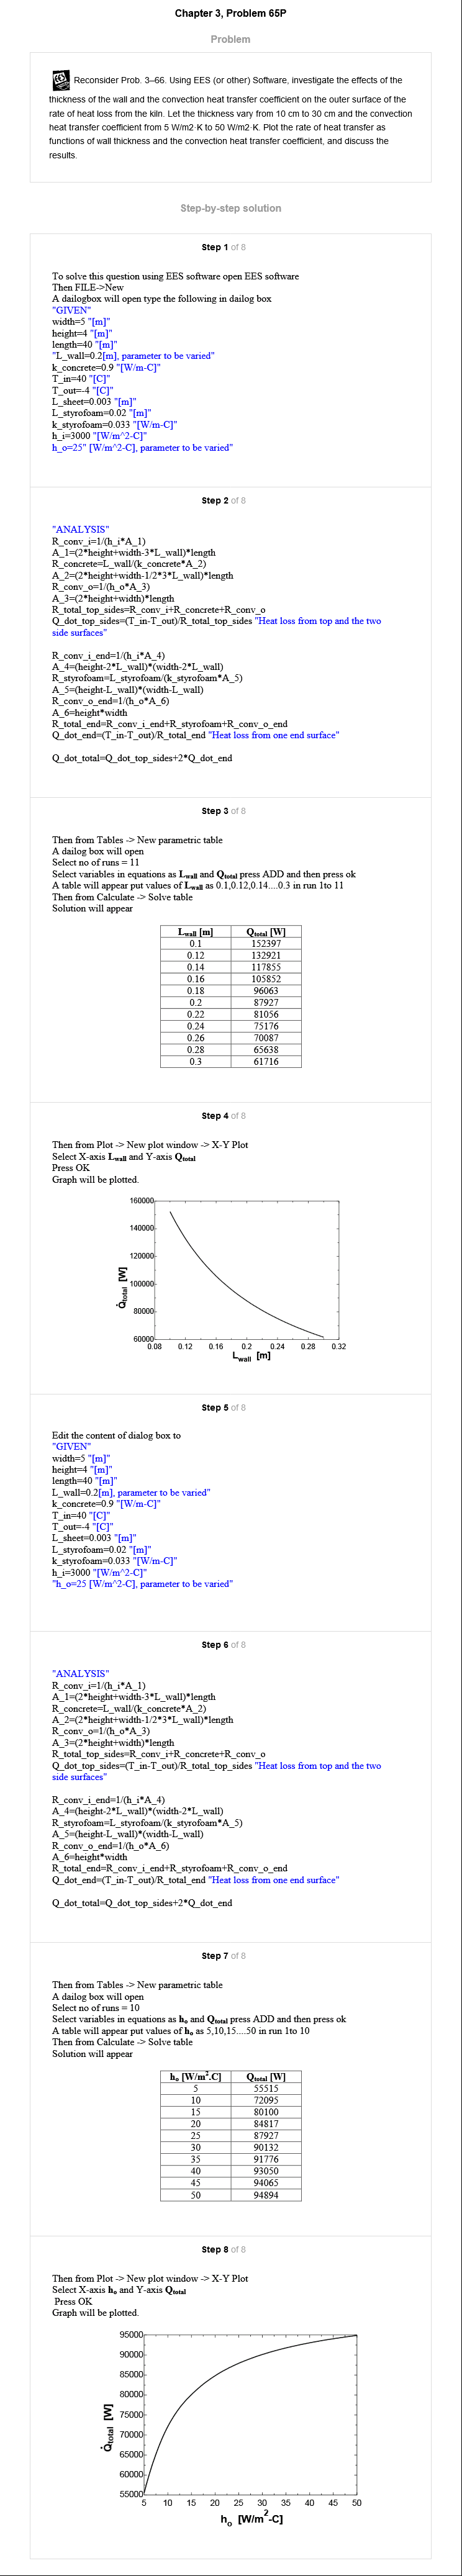 Chapter 3, Problem 65P
Problem
Reconsider Prob. 3–66. Using EES (or other) Software, investigate the effects of the
thickness of the wall and the convection heat transfer coefficient on the outer surface of the
rate of heat loss from the kiln. Let the thickness vary from 10 cm to 30 cm and the convection
heat transfer coefficient from 5 W/m2·K to 50 W/m2·K. Plot the rate of heat transfer as
functions of wall thickness and the convection heat transfer coefficient, and discuss the
results.
Step-by-step solution
Step 1 of 8
To solve this question using EES software open EES software
Then FILE->New
A dailogbox will open type the following in dailog box
"GIVEN"
width=5 "[m]"
height=4 "[m]"
length=40 "[m]"
"L_wall=0.2[m], parameter to be varied"
k_concrete=0.9 "[W/m-C]"
T_in=40 "[C]"
T_out=-4 "[C]"
L_sheet=0.003 "[m]"
L_styrofoam=0.02 "[m]"
k_styrofoam=0.033 "[W/m-C]"
h_i=3000 "[W/m^2-C]"
h_o=25" [W/m^2-C], parameter to be varied"
Step 2 of 8
"ANALYSIS"
R_conv_i=1/(h_i*A_1)
A_1=(2*height+width-3*L_wall)*length
R_concrete=L_wall/(k_concrete*A_2)
A_2=(2*height+width-1/2*3*L_wall)*length
R_conv_o=1/(h_o*A_3)
A_3=(2*height+width)*length
R_total_top_sides=R_conv_i+R_concrete+R_conv_o
Q_dot_top_sides=(T_in-T_out)/R_total_top_sides "Heat loss from top and the two
side surfaces"
R_conv_i_end=1/(h_i*A_4)
A_4=(height-2*L_wall)*(width-2*L_wall)
R_styrofoam=L_styrofoam/(k_styrofoam*A_5)
A_5=(height-L_wall)*(width-L_wall)
R_conv_o_end=1/(h_o*A_6)
A_6=height*width
R_total_end=R_conv_i_end+R_styrofoam+R_conv_o_end
Q_dot_end=(T_in-T_out)/R_total_end "Heat loss from one end surface"
Q_dot_total=Q_dot_top_sides+2*Q_dot_end
Step 3 of 8
Then from Tables -> New parametric table
A dailog box will open
Select no of runs = 11
Select variables in equations as Lwall and Qtotal press ADD and then press ok
A table will appear put values of Lwall as 0.1,0.12,0.14....0.3 in run 1to 11
Then from Calculate -> Solve table
Solution will appear
Lwall [m] Qtotal [W]
0.1 152397
0.12 132921
0.14 117855
0.16 105852
0.18 96063
0.2 87927
0.22 81056
0.24 75176
0.26 70087
0.28 65638
0.3 61716
Step 4 of 8
Then from Plot -> New plot window -> X-Y Plot
Select X-axis Lwall and Y-axis Qtotal
Press OK
Graph will be plotted.
160000
140000
120000
100000
80000
60000
Q̇total [W]
0.08 0.12 0.16 0.2 0.24 0.28 0.32
Lwall [m]
Step 5 of 8
Edit the content of dialog box to
"GIVEN"
width=5 "[m]"
height=4 "[m]"
length=40 "[m]"
L_wall=0.2[m], parameter to be varied"
k_concrete=0.9 "[W/m-C]"
T_in=40 "[C]"
T_out=-4 "[C]"
L_sheet=0.003 "[m]"
L_styrofoam=0.02 "[m]"
k_styrofoam=0.033 "[W/m-C]"
h_i=3000 "[W/m^2-C]"
"h_o=25 [W/m^2-C], parameter to be varied"
Step 6 of 8
"ANALYSIS"
R_conv_i=1/(h_i*A_1)
A_1=(2*height+width-3*L_wall)*length
R_concrete=L_wall/(k_concrete*A_2)
A_2=(2*height+width-1/2*3*L_wall)*length
R_conv_o=1/(h_o*A_3)
A_3=(2*height+width)*length
R_total_top_sides=R_conv_i+R_concrete+R_conv_o
Q_dot_top_sides=(T_in-T_out)/R_total_top_sides "Heat loss from top and the two
side surfaces"
R_conv_i_end=1/(h_i*A_4)
A_4=(height-2*L_wall)*(width-2*L_wall)
R_styrofoam=L_styrofoam/(k_styrofoam*A_5)
A_5=(height-L_wall)*(width-L_wall)
R_conv_o_end=1/(h_o*A_6)
A_6=height*width
R_total_end=R_conv_i_end+R_styrofoam+R_conv_o_end
Q_dot_end=(T_in-T_out)/R_total_end "Heat loss from one end surface"
Q_dot_total=Q_dot_top_sides+2*Q_dot_end
Step 7 of 8
Then from Tables -> New parametric table
A dailog box will open
Select no of runs = 10
Select variables in equations as ho and Qtotal press ADD and then press ok
A table will appear put values of ho as 5,10,15....50 in run 1to 10
Then from Calculate -> Solve table
Solution will appear
ho [W/m².C] Qtotal [W]
5 55515
10 72095
15 80100
20 84817
25 87927
30 90132
35 91776
40 93050
45 94065
50 94894
Step 8 of 8
Then from Plot -> New plot window -> X-Y Plot
Select X-axis ho and Y-axis Qtotal
Press OK
Graph will be plotted.
95000
90000
85000
80000
75000
70000
65000
60000
55000
Q̇total [W]
5 10 15 20 25 30 35 40 45 50
ho [W/m²-C]